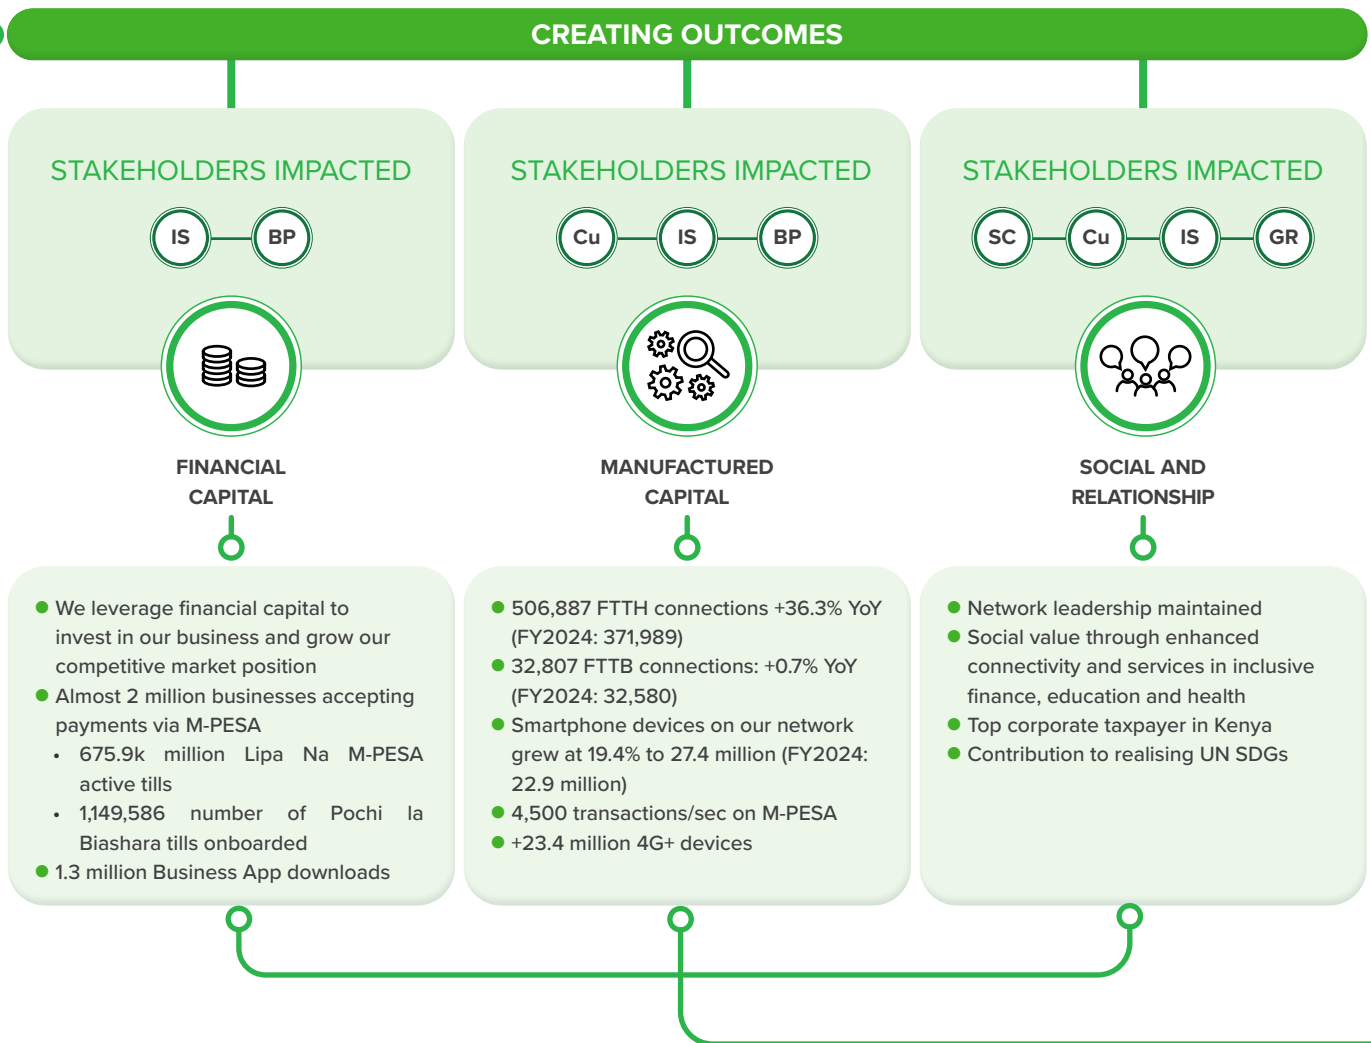 CREATING OUTCOMES
STAKEHOLDERS IMPACTED
IS
BP
FINANCIAL
CAPITAL
We leverage financial capital to
invest in our business and grow our
competitive market position
Almost 2 million businesses accepting
payments via M-PESA
675.9k million Lipa Na M-PESA
active tills
1,149,586 number of Pochi la
Biashara tills onboarded
1.3 million Business App downloads
STAKEHOLDERS IMPACTED
Cu
IS
BP
MANUFACTURED
CAPITAL
506,887 FTTH connections +36.3% YoY
(FY2024: 371,989)
32,807 FTTB connections: +0.7% YoY
(FY2024: 32,580)
Smartphone devices on our network
grew at 19.4% to 27.4 million (FY2024:
22.9 million)
4,500 transactions/sec on M-PESA
+23.4 million 4G+ devices
STAKEHOLDERS IMPACTED
SC
Cu
IS
GR
SOCIAL AND
RELATIONSHIP
Network leadership maintained
Social value through enhanced
connectivity and services in inclusive
finance, education and health
Top corporate taxpayer in Kenya
Contribution to realising UN SDGs